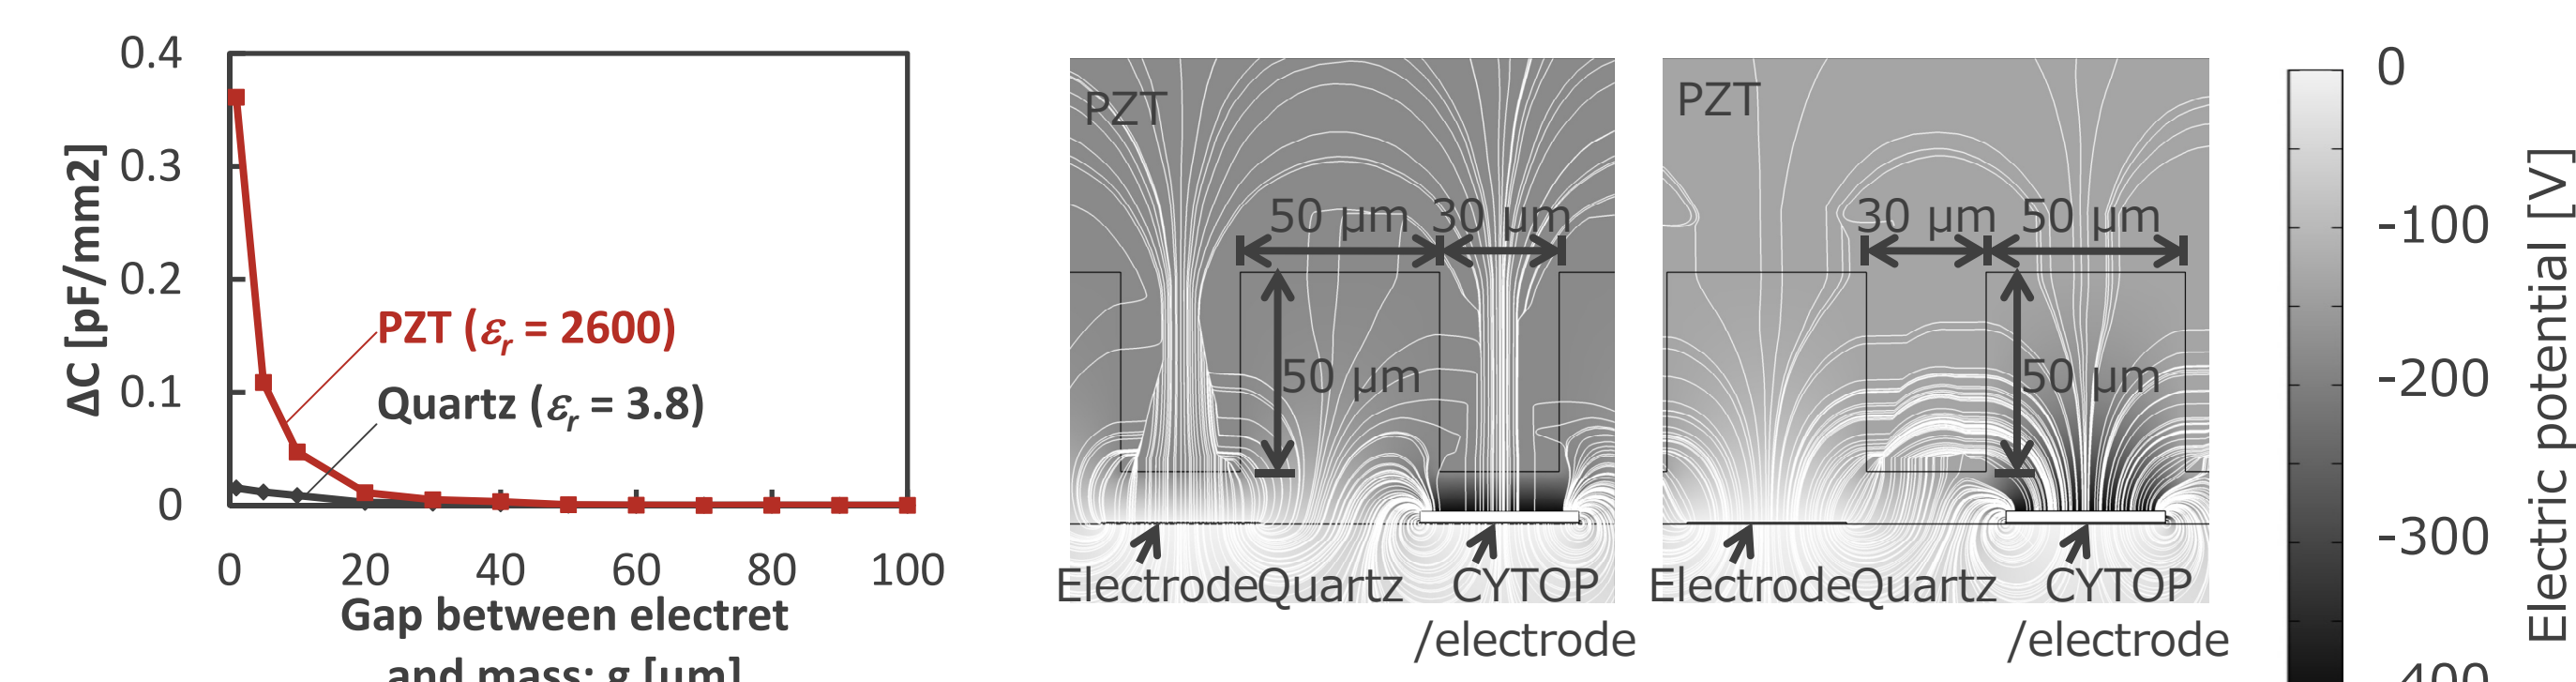 0.4
0.3
0.2
0.1
0
ΔC [pF/mm2]
PZT (εr = 2600)
Quartz (εr = 3.8)
0 20 40 60 80 100
Gap between electret
and mass: g [μm]
PZT
50 μm 30 μm
50 μm
Electrode Quartz CYTOP
/electrode
PZT
30 μm 50 μm
50 μm
Electrode Quartz CYTOP
/electrode
0
-100
-200
-300
-400
Electric potential [V]